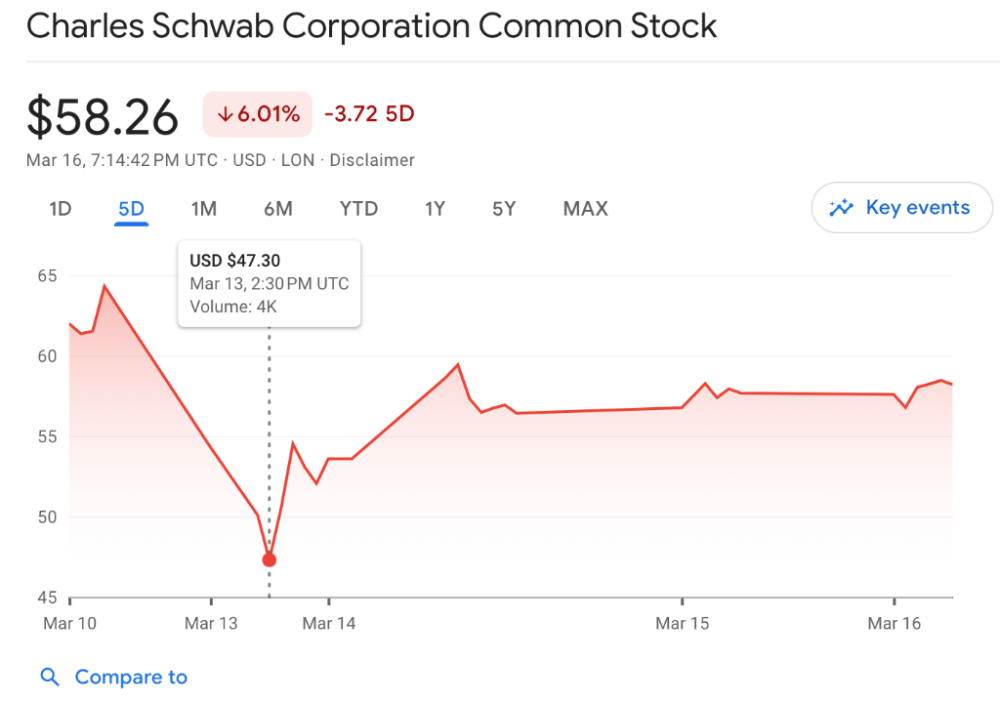 Charles Schwab Corporation Common Stock
$58.26 ↓6.01% -3.72 5D
Mar 16, 7:14:42 PM UTC · USD · LON · Disclaimer
1D 5D 1M 6M YTD 1Y 5Y MAX Key events
USD $47.30
Mar 13, 2:30 PM UTC
Volume: 4K
65
60
55
50
45
Mar 10 Mar 13 Mar 14 Mar 15 Mar 16
Compare to